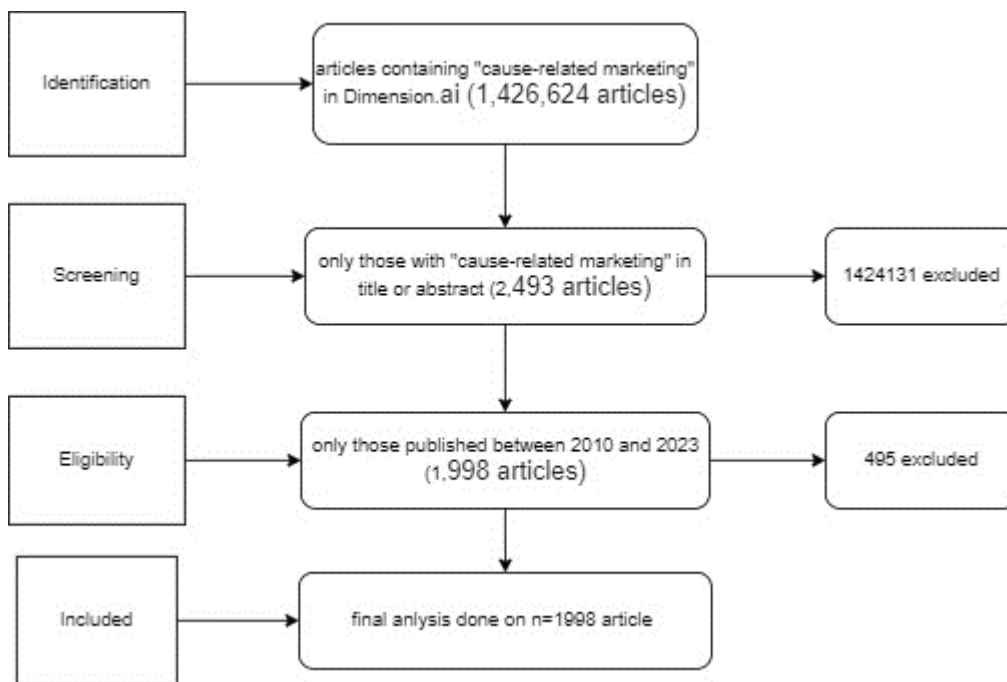 Identification
articles containing "cause-related marketing"
in Dimension.ai (1,426,624 articles)
Screening
only those with "cause-related marketing" in
title or abstract (2,493 articles)
1424131 excluded
Eligibility
only those published between 2010 and 2023
(1,998 articles)
495 excluded
Included
final anlysis done on n=1998 article